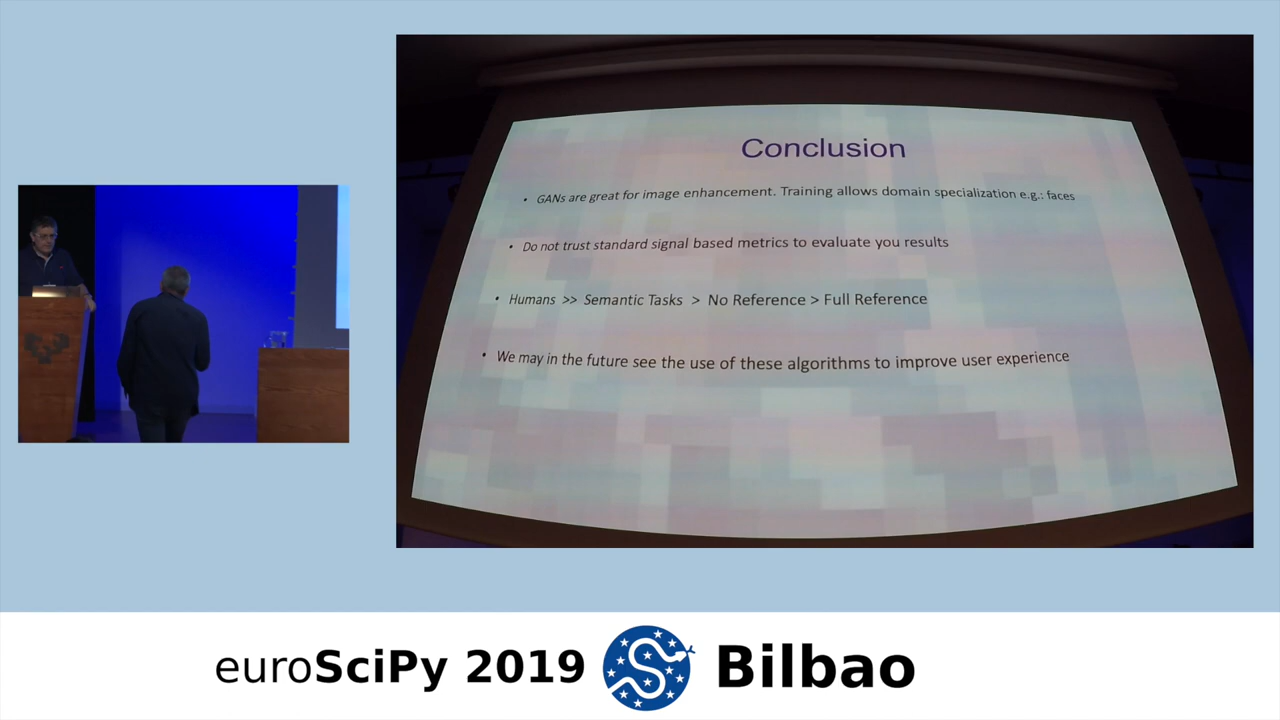 Conclusion
• GANs are great for image enhancement. Training allows domain specialization e.g.: faces
• Do not trust standard signal based metrics to evaluate you results
• Humans >> Semantic Tasks > No Reference > Full Reference
• We may in the future see the use of these algorithms to improve user experience
euroSciPy 2019 Bilbao